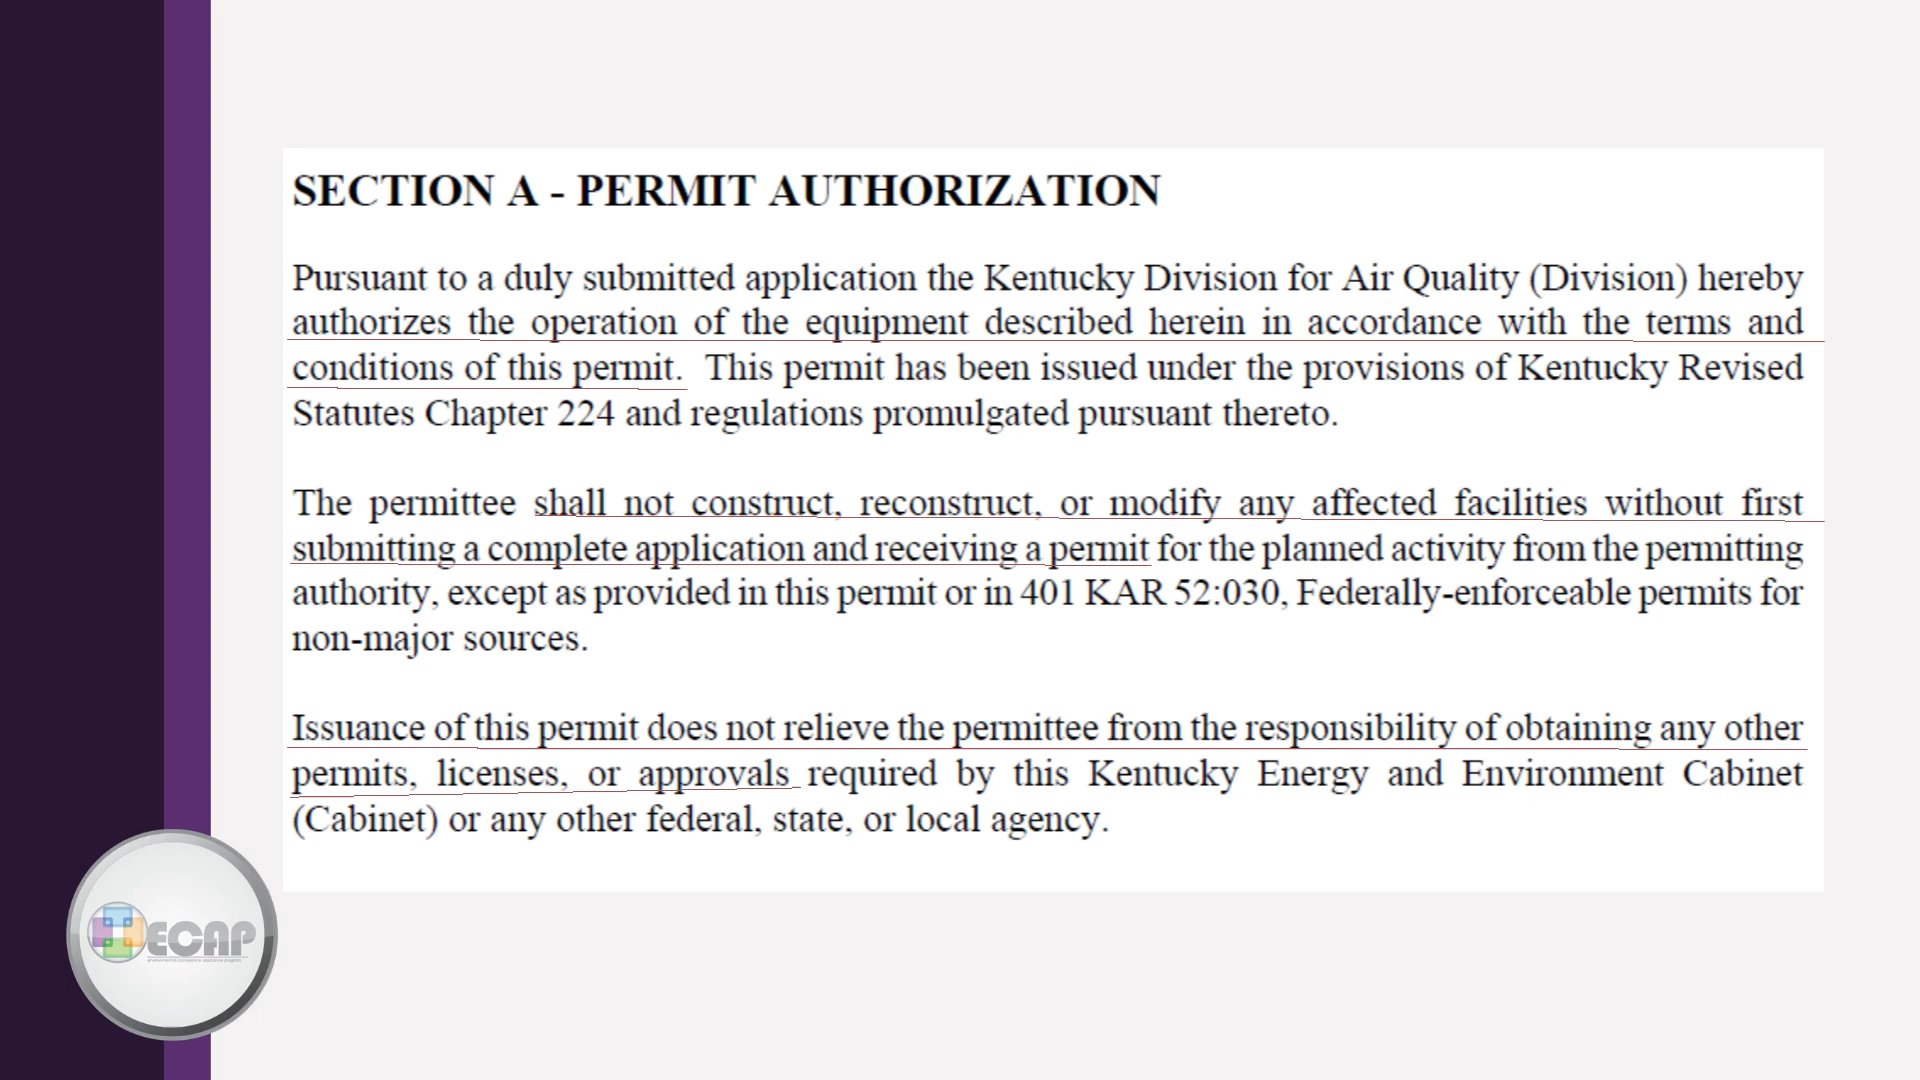 SECTION A - PERMIT AUTHORIZATION
Pursuant to a duly submitted application the Kentucky Division for Air Quality (Division) hereby
authorizes the operation of the equipment described herein in accordance with the terms and
conditions of this permit. This permit has been issued under the provisions of Kentucky Revised
Statutes Chapter 224 and regulations promulgated pursuant thereto.
The permittee shall not construct, reconstruct, or modify any affected facilities without first
submitting a complete application and receiving a permit for the planned activity from the permitting
authority, except as provided in this permit or in 401 KAR 52:030, Federally-enforceable permits for
non-major sources.
Issuance of this permit does not relieve the permittee from the responsibility of obtaining any other
permits, licenses, or approvals required by this Kentucky Energy and Environment Cabinet
(Cabinet) or any other federal, state, or local agency.
ECAP